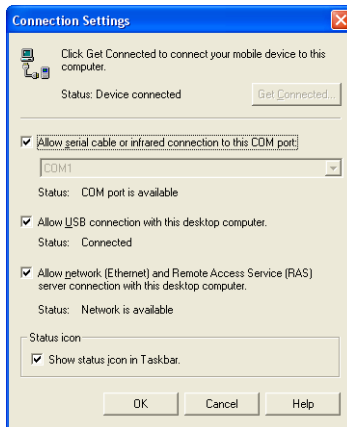 Connection Settings
Click Get Connected to connect your mobile device to this
computer.
Status: Device connected
Get Connected...
Allow serial cable or infrared connection to this COM port:
COM1
Status: COM port is available
Allow USB connection with this desktop computer.
Status: Connected
Allow network (Ethernet) and Remote Access Service (RAS)
server connection with this desktop computer.
Status: Network is available
Status icon
Show status icon in Taskbar.
OK Cancel Help